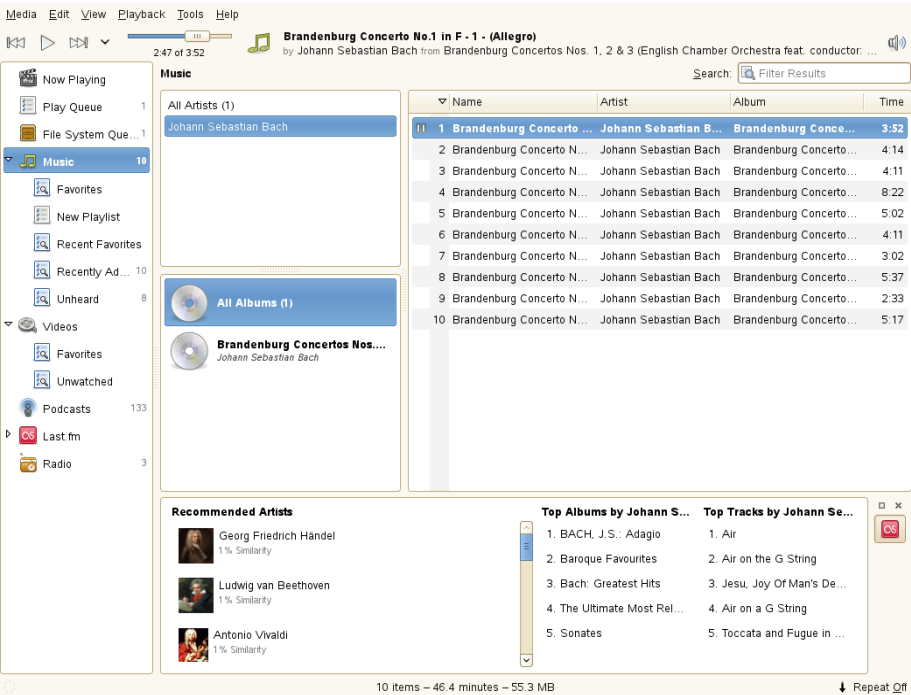 Media Edit View Playback Tools Help
Brandenburg Concerto No.1 in F - 1 - (Allegro)
by Johann Sebastian Bach from Brandenburg Concertos Nos. 1, 2 & 3 (English Chamber Orchestra feat. conductor: ...
2:47 of 3:52
Now Playing
Play Queue 1
File System Que... 1
Music 10
Favorites
New Playlist
Recent Favorites
Recently Ad... 10
Unheard 8
Videos
Favorites
Unwatched
Podcasts 133
Last.fm
Radio 3
Music
Search: Filter Results
All Artists (1)
Johann Sebastian Bach
All Albums (1)
Brandenburg Concertos Nos....
Johann Sebastian Bach
Name Artist Album Time
1 Brandenburg Concerto ... Johann Sebastian B... Brandenburg Conce... 3:52
2 Brandenburg Concerto N... Johann Sebastian Bach Brandenburg Concerto... 4:14
3 Brandenburg Concerto N... Johann Sebastian Bach Brandenburg Concerto... 4:11
4 Brandenburg Concerto N... Johann Sebastian Bach Brandenburg Concerto... 8:22
5 Brandenburg Concerto N... Johann Sebastian Bach Brandenburg Concerto... 5:02
6 Brandenburg Concerto N... Johann Sebastian Bach Brandenburg Concerto... 4:11
7 Brandenburg Concerto N... Johann Sebastian Bach Brandenburg Concerto... 3:02
8 Brandenburg Concerto N... Johann Sebastian Bach Brandenburg Concerto... 5:37
9 Brandenburg Concerto N... Johann Sebastian Bach Brandenburg Concerto... 2:33
10 Brandenburg Concerto N... Johann Sebastian Bach Brandenburg Concerto... 5:17
Recommended Artists
Georg Friedrich Händel
1% Similarity
Ludwig van Beethoven
1% Similarity
Antonio Vivaldi
1% Similarity
Top Albums by Johann S...
1. BACH, J.S.: Adagio
2. Baroque Favourites
3. Bach: Greatest Hits
4. The Ultimate Most Rel...
5. Sonates
Top Tracks by Johann Se...
1. Air
2. Air on the G String
3. Jesu, Joy Of Man's De...
4. Air on a G String
5. Toccata and Fugue in ...
10 items – 46.4 minutes – 55.3 MB
Repeat Off